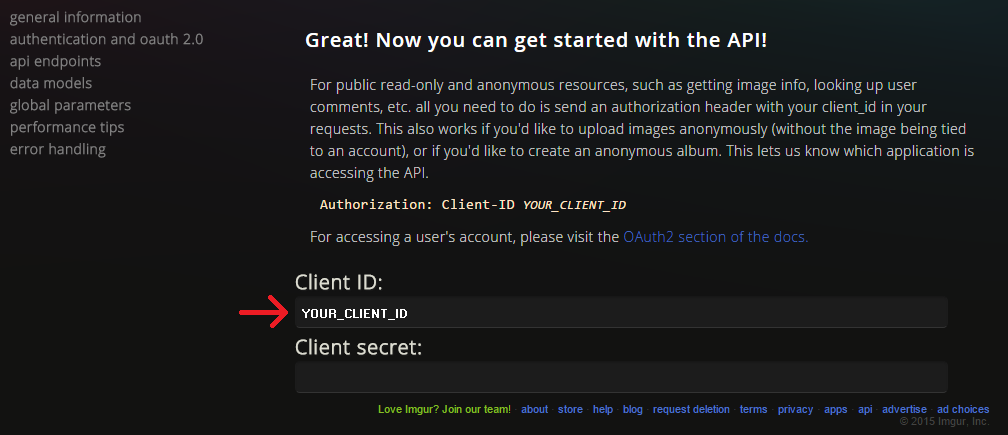 general information
authentication and oauth 2.0
api endpoints
data models
global parameters
performance tips
error handling
Great! Now you can get started with the API!
For public read-only and anonymous resources, such as getting image info, looking up user
comments, etc. all you need to do is send an authorization header with your client_id in your
requests. This also works if you'd like to upload images anonymously (without the image being tied
to an account), or if you'd like to create an anonymous album. This lets us know which application is
accessing the API.
Authorization: Client-ID YOUR_CLIENT_ID
For accessing a user's account, please visit the OAuth2 section of the docs.
Client ID:
YOUR_CLIENT_ID
Client secret:
Love Imgur? Join our team! · about · store · help · blog · request deletion · terms · privacy · apps · api · advertise · ad choices
© 2015 Imgur, Inc.